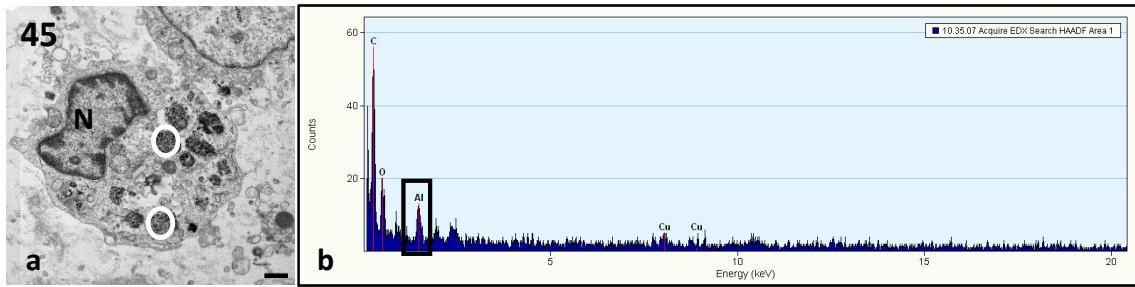 45
N
a
10.35.07 Acquire EDX Search HAADF Area 1
60
40
20
Counts
C
O
Al
Cu
Cu
5
10
15
20
Energy (keV)
b